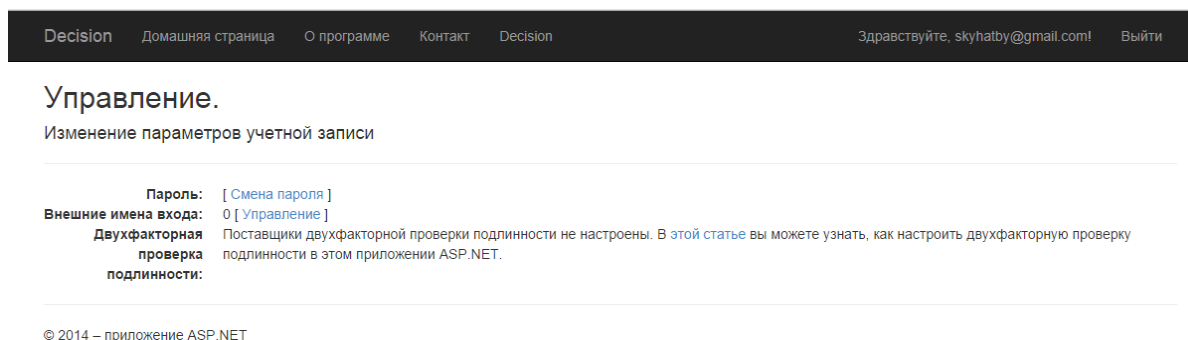 Decision Домашняя страница О программе Контакт Decision Здравствуйте, skyhatby@gmail.com! Выйти
Управление.
Изменение параметров учетной записи
Пароль: [ Смена пароля ]
Внешние имена входа: 0 [ Управление ]
Двухфакторная Поставщики двухфакторной проверки подлинности не настроены. В этой статье вы можете узнать, как настроить двухфакторную проверку
проверка подлинности в этом приложении ASP.NET.
подлинности:
© 2014 – приложение ASP.NET